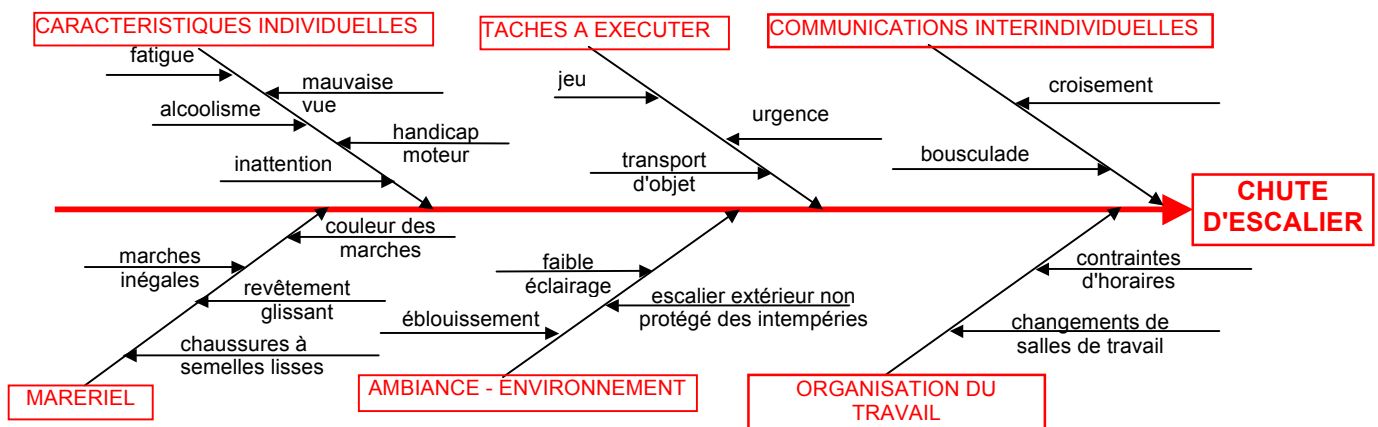 CARACTERISTIQUES INDIVIDUELLES
fatigue
mauvaise
vue
alcoolisme
handicap
moteur
inattention
TACHES A EXECUTER
jeu
urgence
transport
d'objet
COMMUNICATIONS INTERINDIVIDUELLES
croisement
bousculade
CHUTE
D'ESCALIER
couleur des
marches
marches
inégales
revêtement
glissant
chaussures à
semelles lisses
MARERIEL
faible
éclairage
escalier extérieur non
protégé des intempéries
éblouissement
AMBIANCE - ENVIRONNEMENT
contraintes
d'horaires
changements de
salles de travail
ORGANISATION DU
TRAVAIL